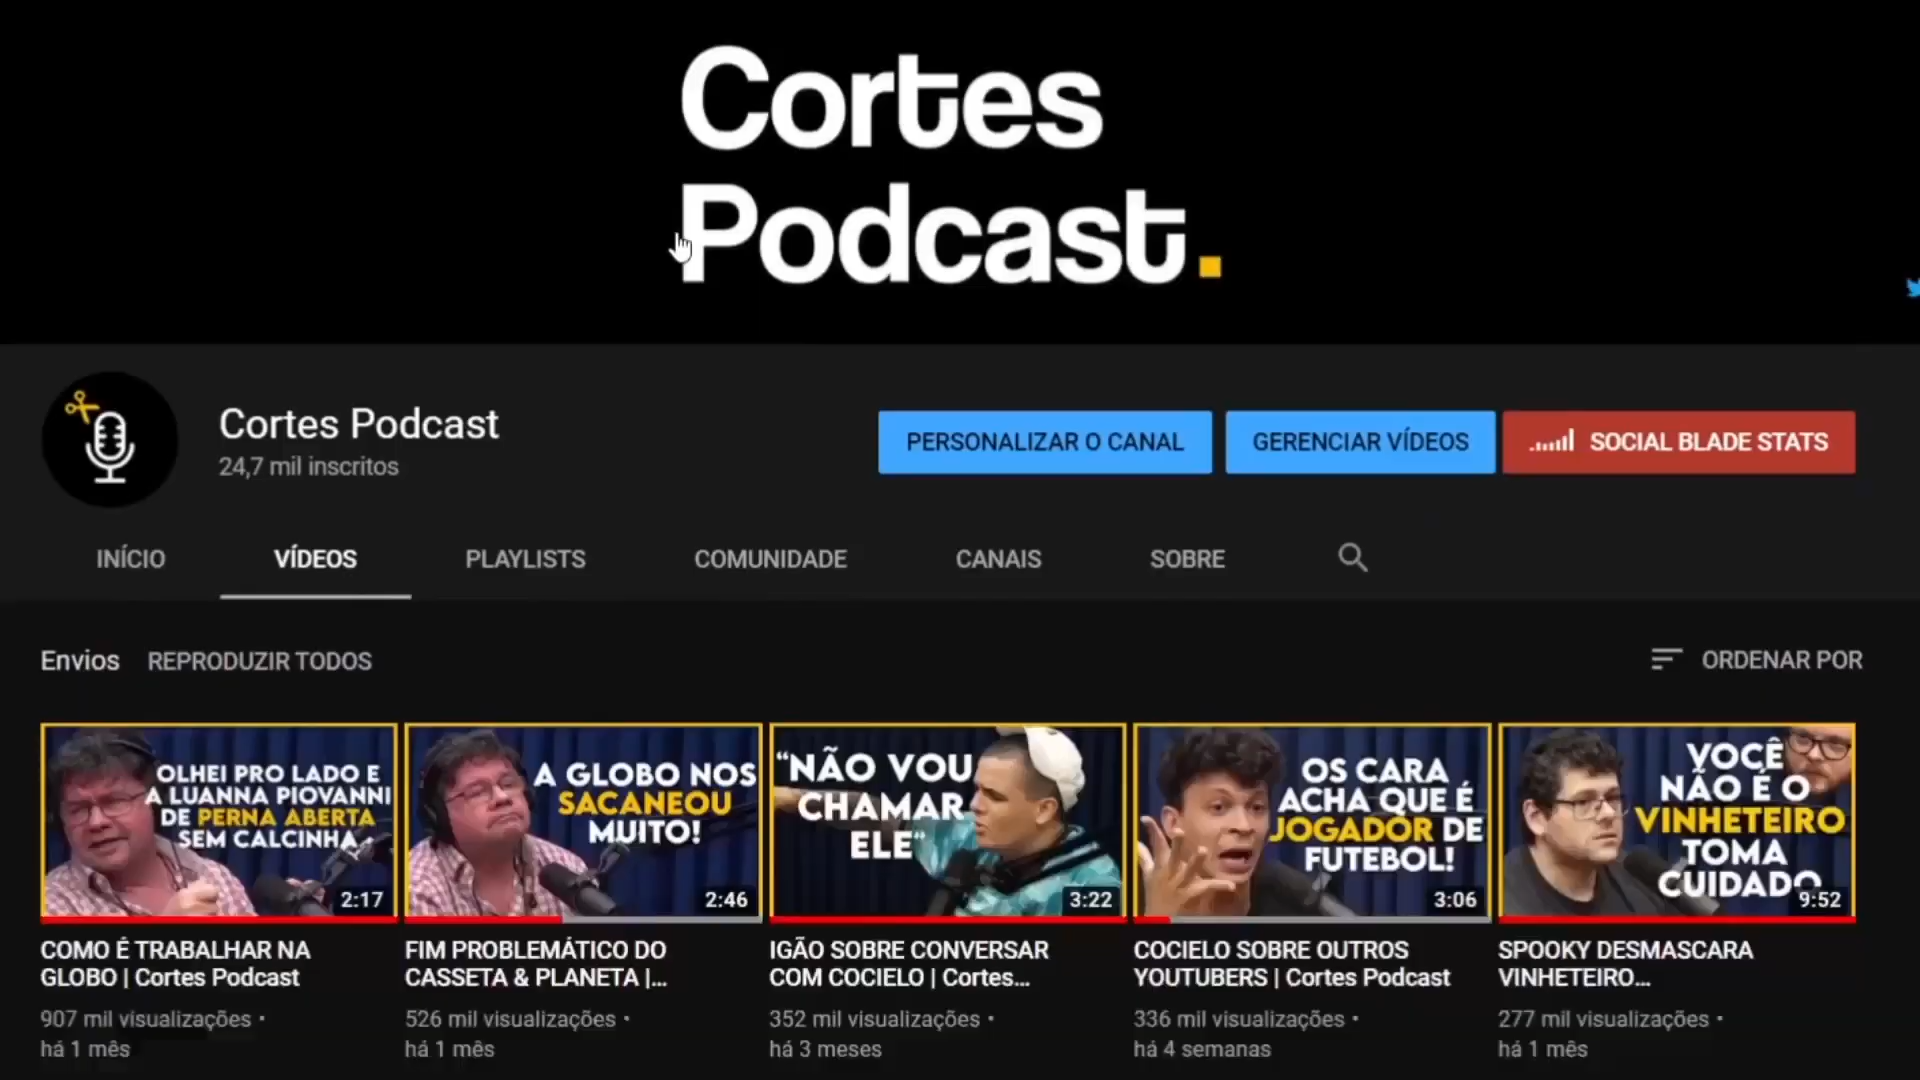 Cortes
Podcast.
Cortes Podcast
24,7 mil inscritos
PERSONALIZAR O CANAL
GERENCIAR VÍDEOS
SOCIAL BLADE STATS
INÍCIO
VÍDEOS
PLAYLISTS
COMUNIDADE
CANAIS
SOBRE
Envios
REPRODUZIR TODOS
ORDENAR POR
OLHEI PRO LADO E
A LUANNA PIOVANNI
DE PERNA ABERTA
SEM CALCINHA
2:17
COMO É TRABALHAR NA
GLOBO | Cortes Podcast
907 mil visualizações •
há 1 mês
A GLOBO NOS
SACANEOU
MUITO!
2:46
FIM PROBLEMÁTICO DO
CASSETA & PLANETA |...
526 mil visualizações •
há 1 mês
“NÃO VOU
CHAMAR
ELE“
3:22
IGÃO SOBRE CONVERSAR
COM COCIELO | Cortes...
352 mil visualizações •
há 3 meses
OS CARA
ACHA QUE É
JOGADOR DE
FUTEBOL!
3:06
COCIELO SOBRE OUTROS
YOUTUBERS | Cortes Podcast
336 mil visualizações •
há 4 semanas
VOCÊ
NÃO É O
VINHETEIRO
TOMA
CUIDADO
9:52
SPOOKY DESMASCARA
VINHETEIRO...
277 mil visualizações •
há 1 mês